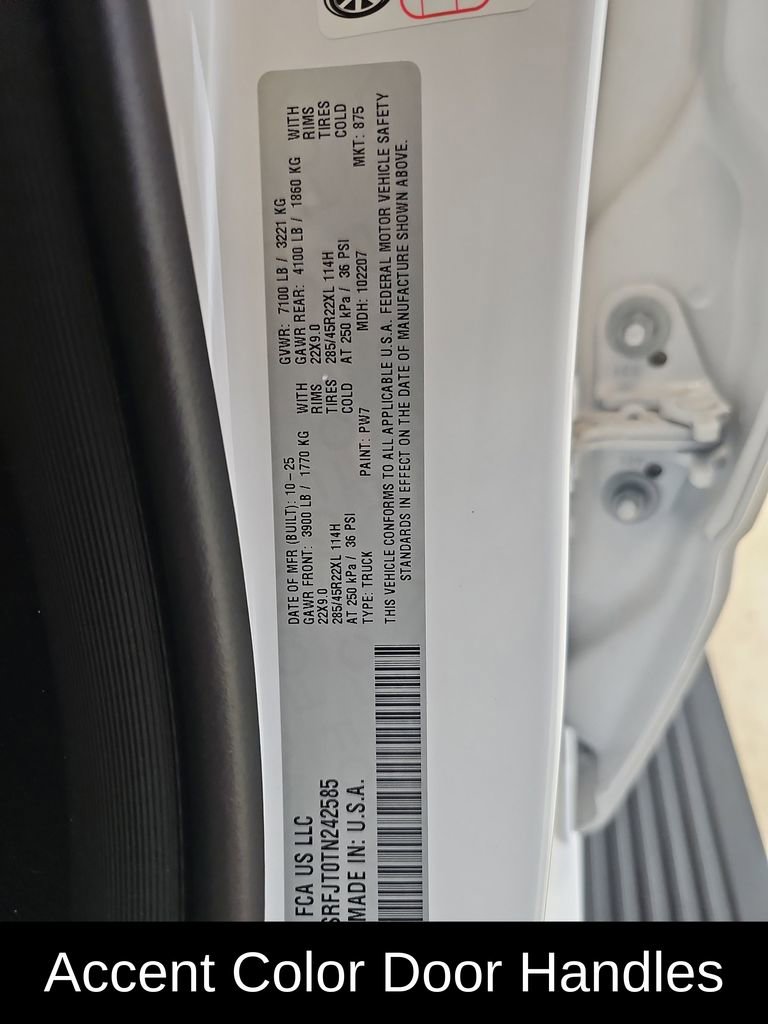 FCA US LLC
SRFJT0TN242585
MADE IN: U.S.A.
DATE OF MFR (BUILT): 10-25 GVWR: 7100 LB / 3221 KG
GAWR FRONT: 3900 LB / 1770 KG WITH GAWR REAR: 4100 LB / 1860 KG WITH
22X9.0 RIMS 22X9.0 RIMS
285/45R22XL 114H TIRES 285/45R22XL 114H TIRES
AT 250 kPa / 36 PSI COLD AT 250 kPa / 36 PSI COLD
TYPE: TRUCK PAINT: PW7 MDH: 102207 MKT: 875
THIS VEHICLE CONFORMS TO ALL APPLICABLE U.S.A. FEDERAL MOTOR VEHICLE SAFETY
STANDARDS IN EFFECT ON THE DATE OF MANUFACTURE SHOWN ABOVE.
Accent Color Door Handles